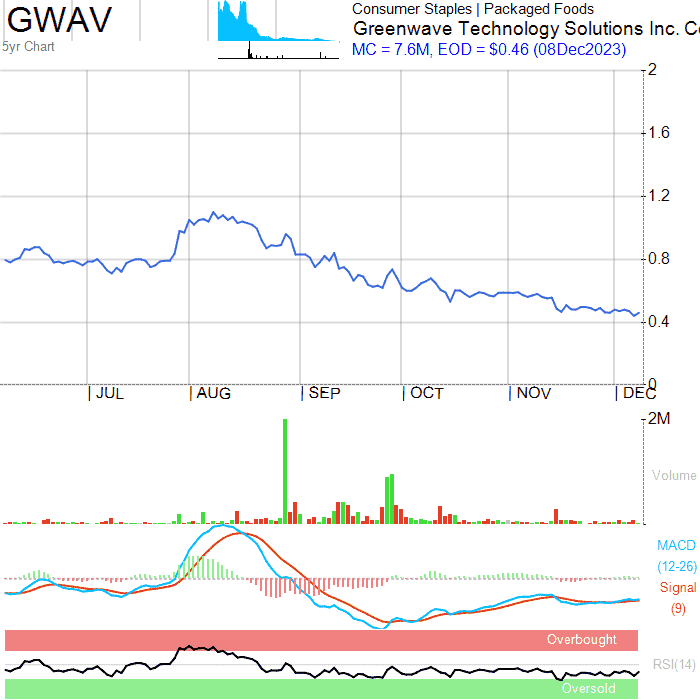 GWAV
5yr Chart
Consumer Staples | Packaged Foods
Greenwave Technology Solutions Inc. Co
MC = 7.6M, EOD = $0.46 (08Dec2023)
2
1.6
1.2
0.8
0.4
0
JUL AUG SEP OCT NOV DEC
2M
Volume
MACD
(12-26)
Signal
(9)
Overbought
RSI(14)
Oversold